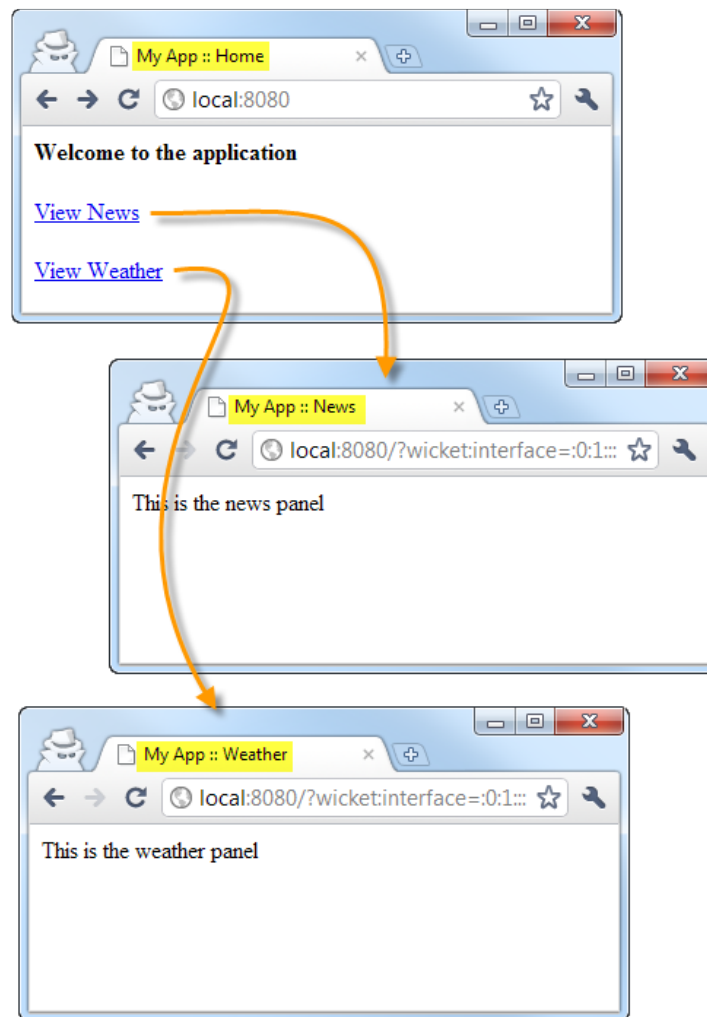 My App :: Home
local:8080
Welcome to the application
View News
View Weather
My App :: News
local:8080/?wicket:interface=:0:1:::
This is the news panel
My App :: Weather
local:8080/?wicket:interface=:0:1:::
This is the weather panel